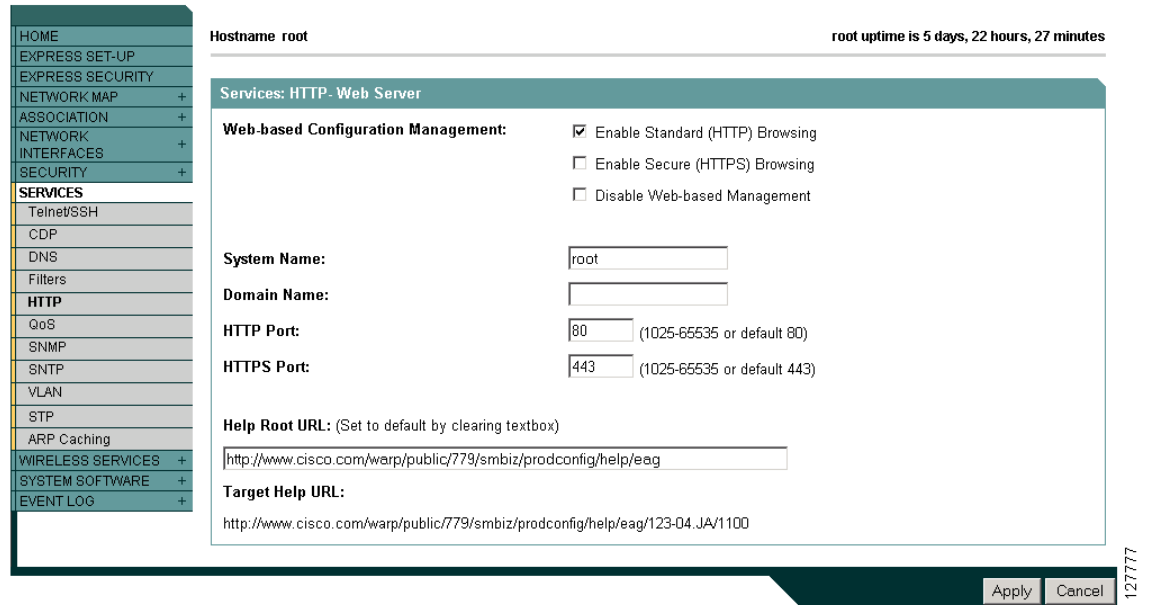 HOME
EXPRESS SET-UP
EXPRESS SECURITY
NETWORK MAP +
ASSOCIATION +
NETWORK
INTERFACES +
SECURITY +
SERVICES
Telnet/SSH
CDP
DNS
Filters
HTTP
QoS
SNMP
SNTP
VLAN
STP
ARP Caching
WIRELESS SERVICES +
SYSTEM SOFTWARE +
EVENT LOG +
Hostname root
root uptime is 5 days, 22 hours, 27 minutes
Services: HTTP- Web Server
Web-based Configuration Management:
Enable Standard (HTTP) Browsing
Enable Secure (HTTPS) Browsing
Disable Web-based Management
System Name: root
Domain Name:
HTTP Port: 80 (1025-65535 or default 80)
HTTPS Port: 443 (1025-65535 or default 443)
Help Root URL: (Set to default by clearing textbox)
http://www.cisco.com/warp/public/779/smbiz/prodconfig/help/eag
Target Help URL:
http://www.cisco.com/warp/public/779/smbiz/prodconfig/help/eag/123-04.JA/1100
Apply Cancel
127777